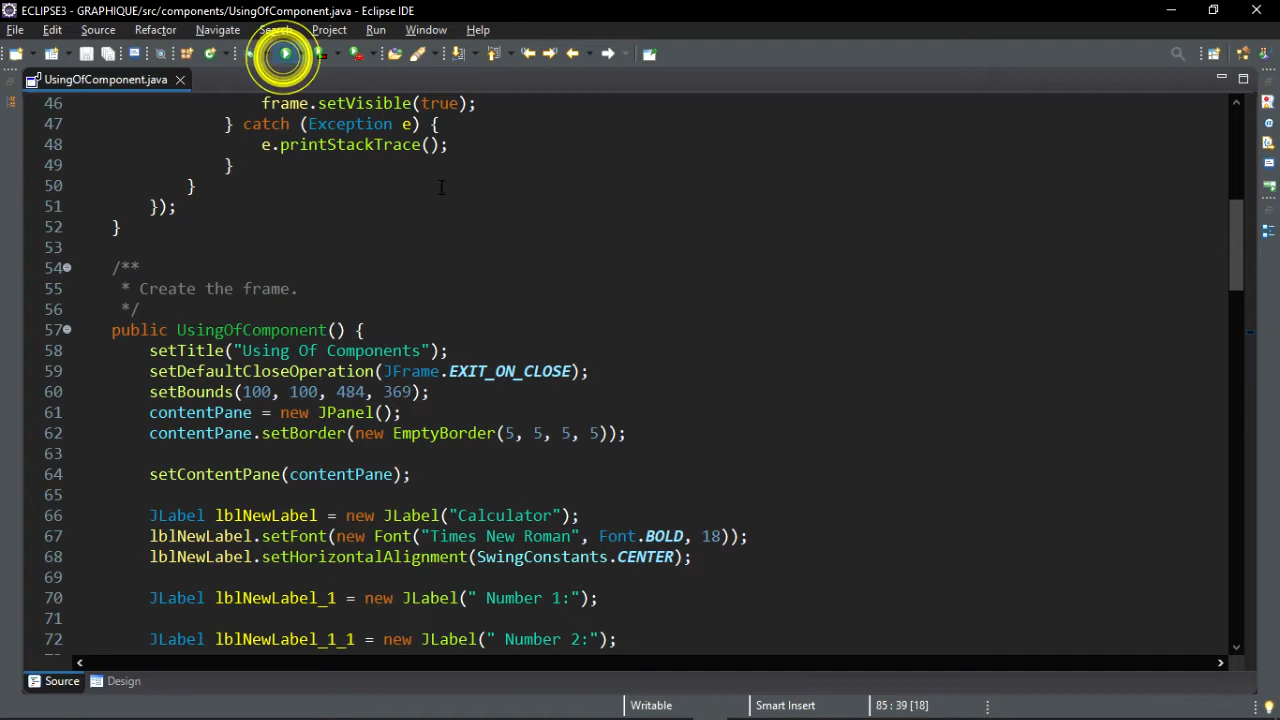 ECLIPSE3 - GRAPHIQUE/src/components/UsingOfComponent.java - Eclipse IDE
File Edit Source Refactor Navigate Search Project Run Window Help
UsingOfComponent.java
46 frame.setVisible(true);
47 } catch (Exception e) {
48 e.printStackTrace();
49 }
50 }
51 });
52 }
53
54 /**
55 * Create the frame.
56 */
57 public UsingOfComponent() {
58 setTitle("Using Of Components");
59 setDefaultCloseOperation(JFrame.EXIT_ON_CLOSE);
60 setBounds(100, 100, 484, 369);
61 contentPane = new JPanel();
62 contentPane.setBorder(new EmptyBorder(5, 5, 5, 5));
63
64 setContentPane(contentPane);
65
66 JLabel lblNewLabel = new JLabel("Calculator");
67 lblNewLabel.setFont(new Font("Times New Roman", Font.BOLD, 18));
68 lblNewLabel.setHorizontalAlignment(SwingConstants.CENTER);
69
70 JLabel lblNewLabel_1 = new JLabel(" Number 1:");
71
72 JLabel lblNewLabel_1_1 = new JLabel(" Number 2:");
Source Design
Writable Smart Insert 85 : 39 [18]